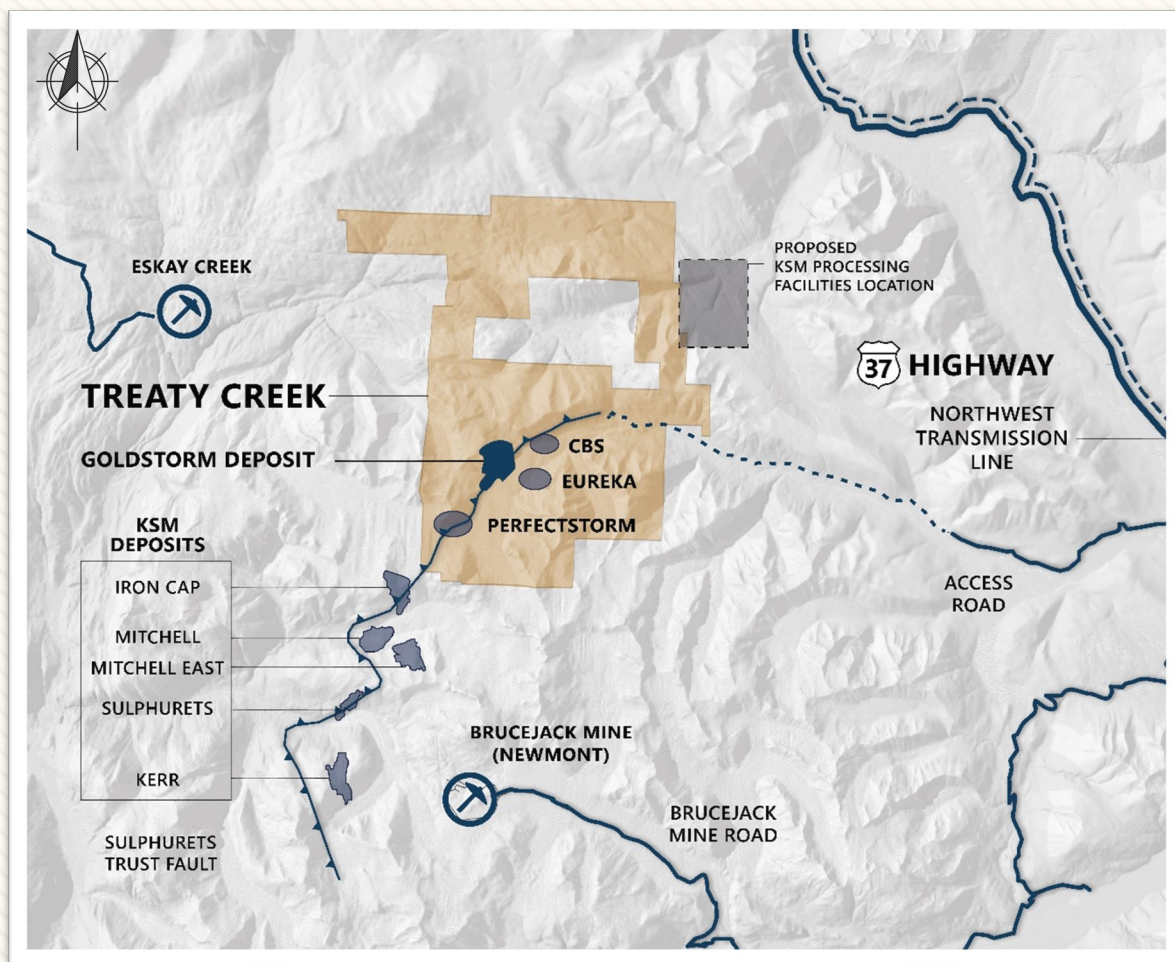 PROPOSED
KSM PROCESSING
FACILITIES LOCATION
ESKAY CREEK
37 HIGHWAY
TREATY CREEK
NORTHWEST
TRANSMISSION
LINE
GOLDSTORM DEPOSIT
CBS
EUREKA
PERFECTSTORM
KSM
DEPOSITS
IRON CAP
MITCHELL
MITCHELL EAST
SULPHURETS
KERR
ACCESS
ROAD
BRUCEJACK MINE
(NEWMONT)
BRUCEJACK
MINE ROAD
SULPHURETS
TRUST FAULT